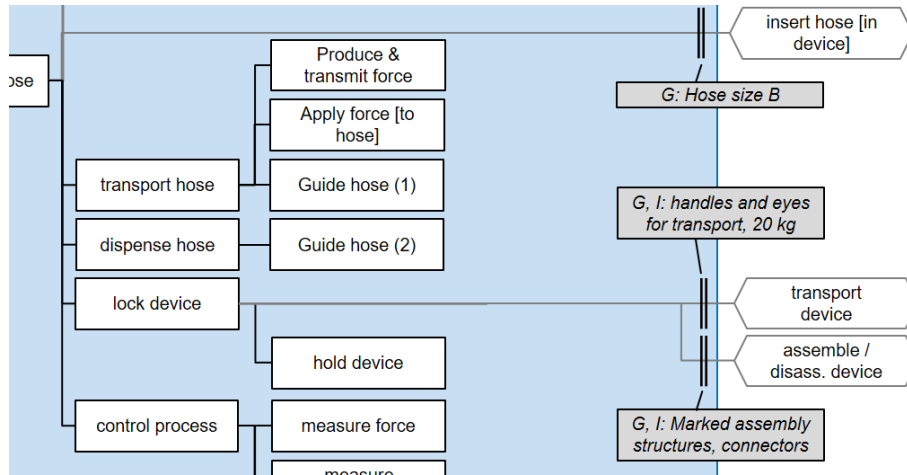 insert hose [in
device]
Produce &
transmit force
ose
G: Hose size B
Apply force [to
hose]
transport hose
Guide hose (1)
G, I: handles and eyes
for transport, 20 kg
dispense hose
Guide hose (2)
lock device
transport
device
hold device
assemble /
disass. device
control process
measure force
G, I: Marked assembly
structures, connectors
measure